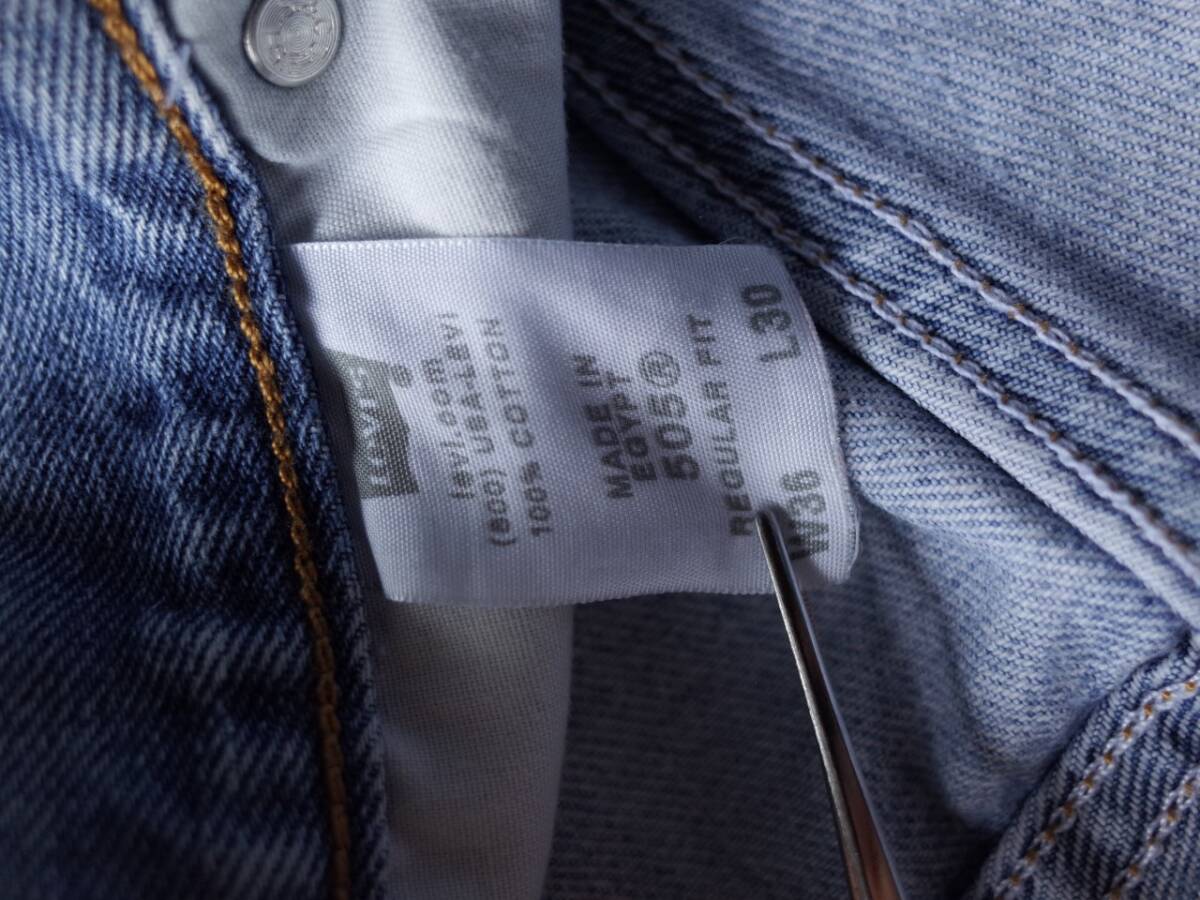 Levi's
levi.com
(800) USA-LEVI
100% COTTON
MADE IN
EGYPT
505®
REGULAR FIT
W36 L30